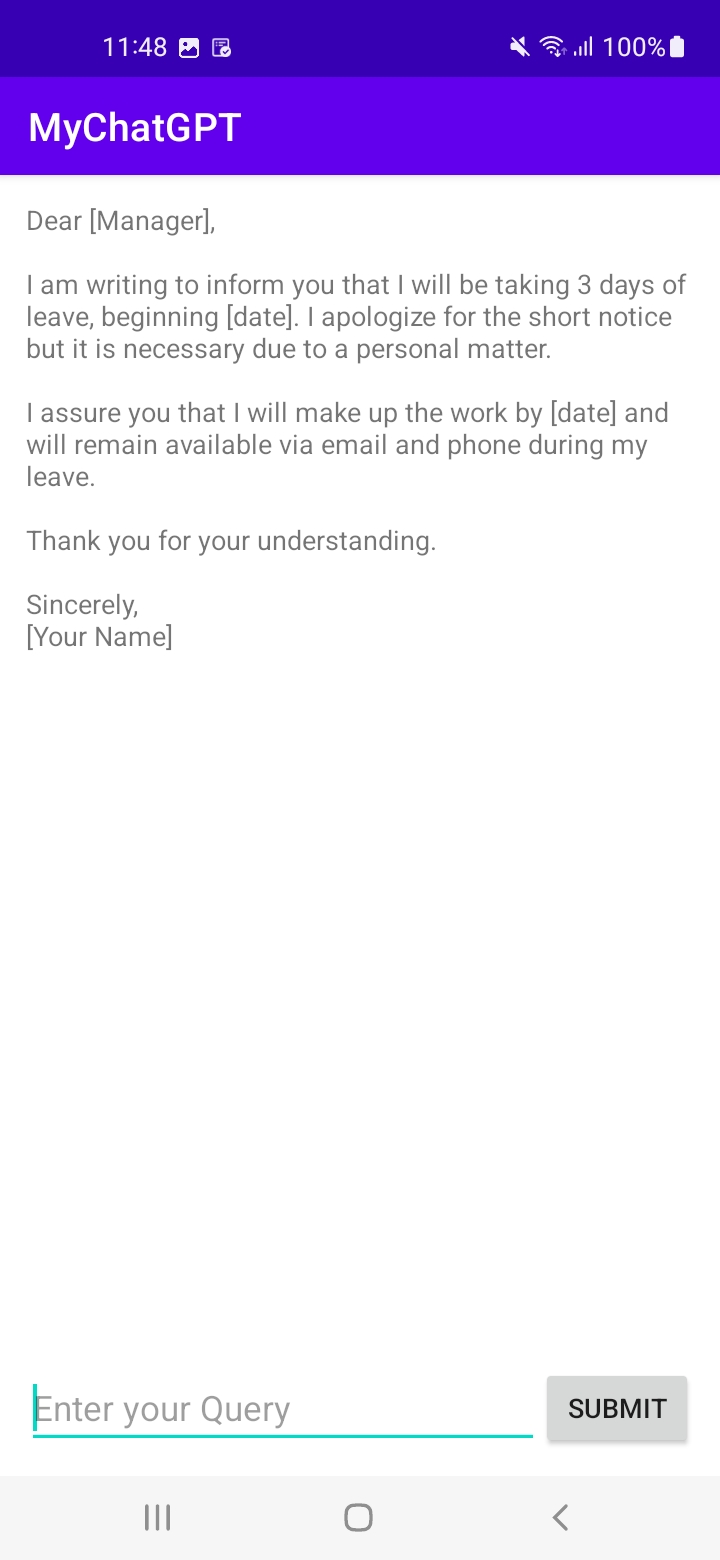 11:48 100%
MyChatGPT
Dear [Manager],
I am writing to inform you that I will be taking 3 days of
leave, beginning [date]. I apologize for the short notice
but it is necessary due to a personal matter.
I assure you that I will make up the work by [date] and
will remain available via email and phone during my
leave.
Thank you for your understanding.
Sincerely,
[Your Name]
Enter your Query SUBMIT